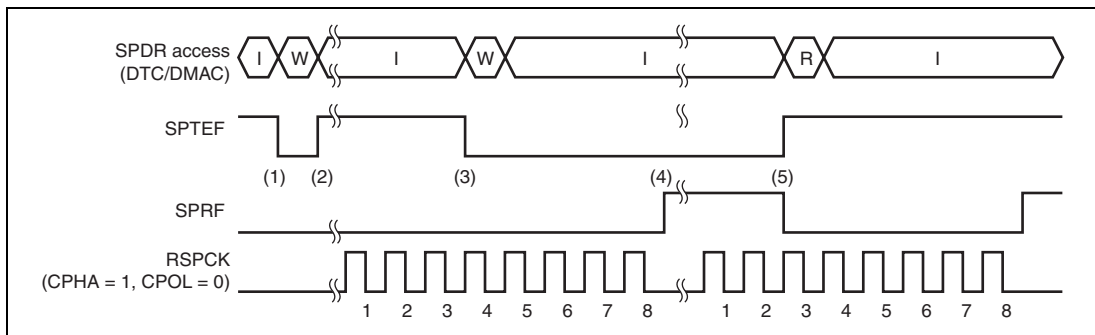 SPDR access
(DTC/DMAC)
I W I W I R I
SPTEF
(1) (2) (3) (4) (5)
SPRF
RSPCK
(CPHA = 1, CPOL = 0)
1 2 3 4 5 6 7 8 1 2 3 4 5 6 7 8